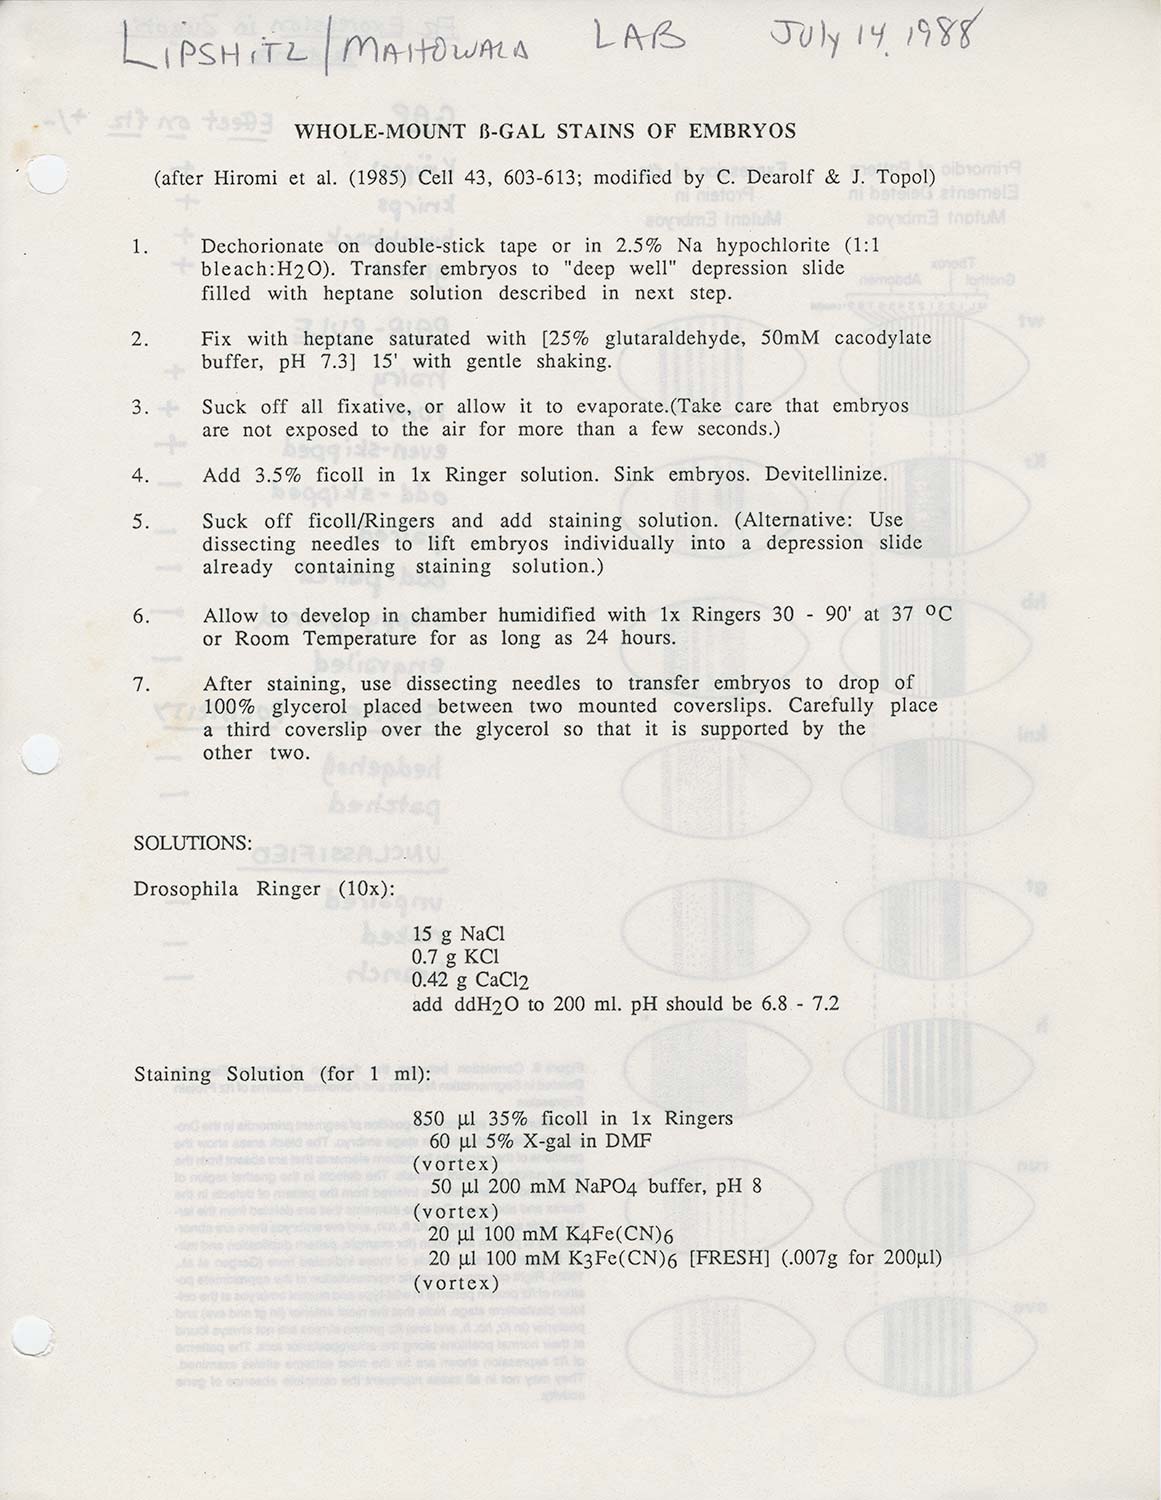 LIPSHITZ/MAHOWALA LAB July 14, 1988
WHOLE-MOUNT ß-GAL STAINS OF EMBRYOS
(after Hiromi et al. (1985) Cell 43, 603-613; modified by C. Dearolf & J. Topol)
1. Dechorionate on double-stick tape or in 2.5% Na hypochlorite (1:1
bleach:H2O). Transfer embryos to "deep well" depression slide
filled with heptane solution described in next step.
2. Fix with heptane saturated with [25% glutaraldehyde, 50mM cacodylate
buffer, pH 7.3] 15' with gentle shaking.
3. Suck off all fixative, or allow it to evaporate.(Take care that embryos
are not exposed to the air for more than a few seconds.)
4. Add 3.5% ficoll in 1x Ringer solution. Sink embryos. Devitellinize.
5. Suck off ficoll/Ringers and add staining solution. (Alternative: Use
dissecting needles to lift embryos individually into a depression slide
already containing staining solution.)
6. Allow to develop in chamber humidified with 1x Ringers 30 - 90' at 37 °C
or Room Temperature for as long as 24 hours.
7. After staining, use dissecting needles to transfer embryos to drop of
100% glycerol placed between two mounted coverslips. Carefully place
a third coverslip over the glycerol so that it is supported by the
other two.
SOLUTIONS:
Drosophila Ringer (10x):
15 g NaCl
0.7 g KCl
0.42 g CaCl2
add ddH2O to 200 ml. pH should be 6.8 - 7.2
Staining Solution (for 1 ml):
850 µl 35% ficoll in 1x Ringers
60 µl 5% X-gal in DMF
(vortex)
50 µl 200 mM NaPO4 buffer, pH 8
(vortex)
20 µl 100 mM K4Fe(CN)6
20 µl 100 mM K3Fe(CN)6 [FRESH] (.007g for 200µl)
(vortex)